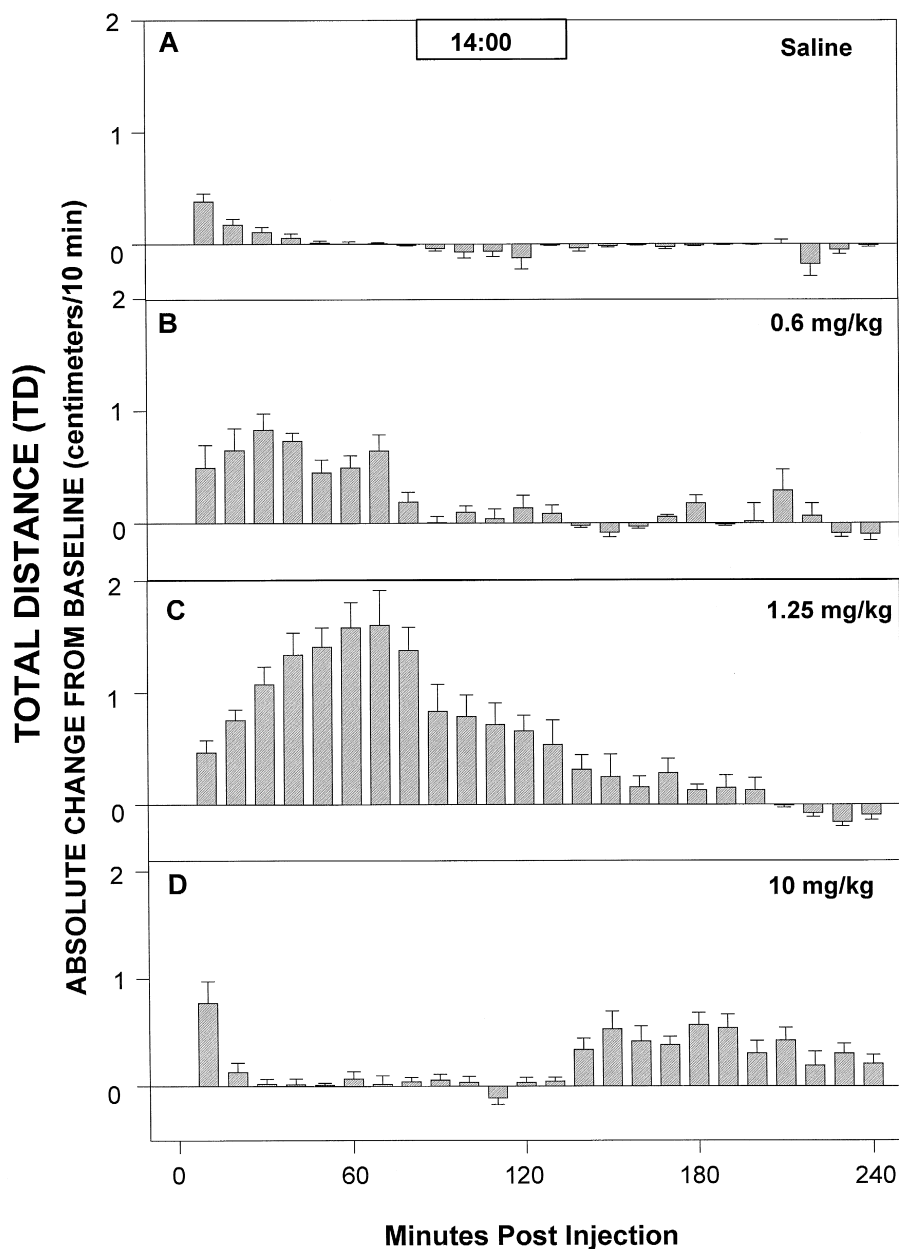 TOTAL DISTANCE (TD)
ABSOLUTE CHANGE FROM BASELINE (centimeters/10 min)
14:00
A
Saline
2
1
0
B
0.6 mg/kg
2
1
0
C
1.25 mg/kg
2
1
0
D
10 mg/kg
2
1
0
0 60 120 180 240
Minutes Post Injection